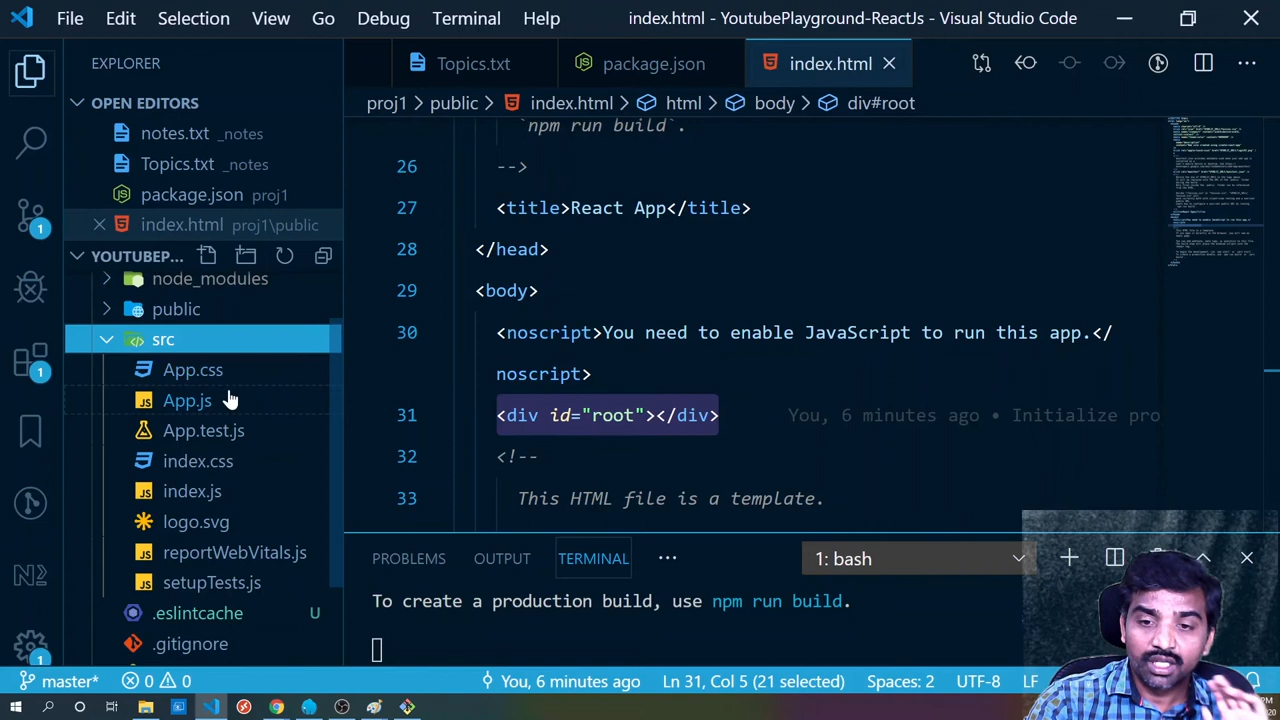 File Edit Selection View Go Debug Terminal Help index.html - YoutubePlayground-ReactJs - Visual Studio Code
EXPLORER
OPEN EDITORS
notes.txt _notes
Topics.txt _notes
package.json proj1
index.html proj1\public
YOUTUBEP...
node_modules
public
src
App.css
App.js
App.test.js
index.css
index.js
logo.svg
reportWebVitals.js
setupTests.js
.eslintcache U
.gitignore
1
1
1
Topics.txt package.json index.html
proj1 > public > index.html > html > body > div#root
`npm run build`.
26 -->
27 <title>React App</title>
28 </head>
29 <body>
30 <noscript>You need to enable JavaScript to run this app.</
noscript>
31 <div id="root"></div> You, 6 minutes ago • Initialize pro
32 <!--
33 This HTML file is a template.
PROBLEMS OUTPUT TERMINAL ... 1: bash
To create a production build, use npm run build.
master* 0 0 You, 6 minutes ago Ln 31, Col 5 (21 selected) Spaces: 2 UTF-8 LF